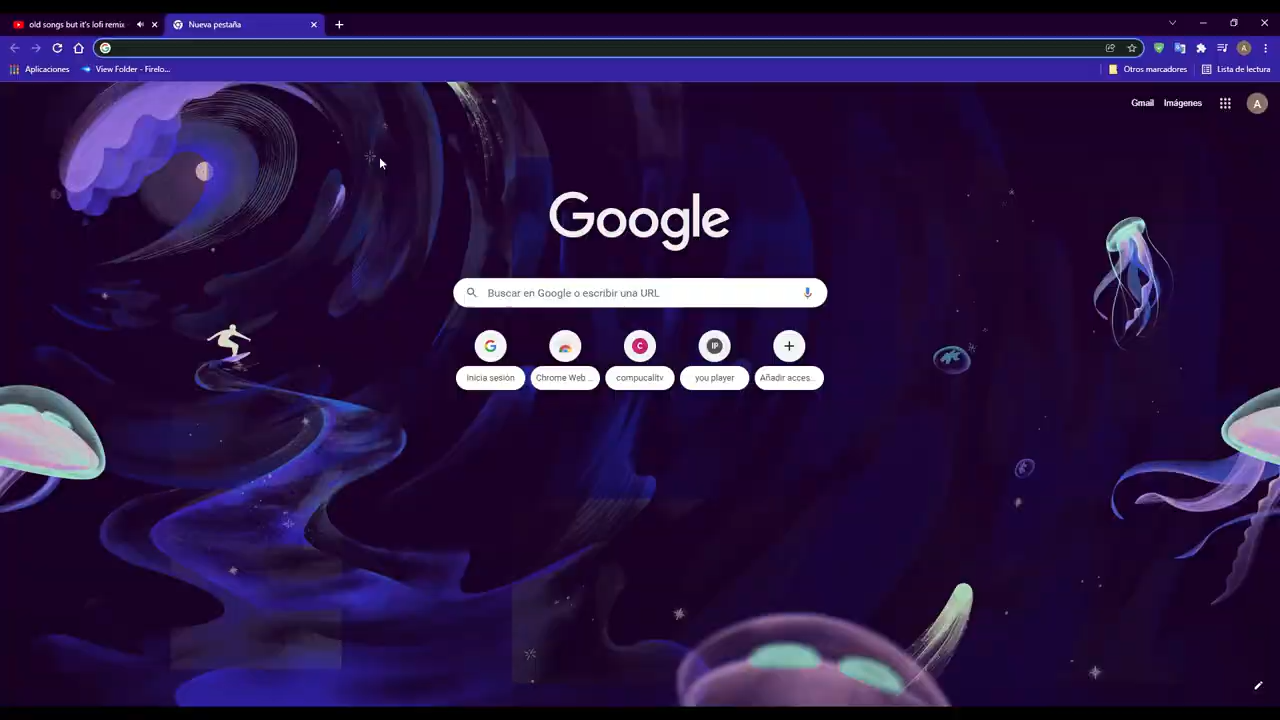 old songs but it's lofi remix
Nueva pestaña
Aplicaciones
View Folder - Firelo...
Otros marcadores
Lista de lectura
Gmail
Imágenes
A
Google
Buscar en Google o escribir una URL
G
C
IP
Inicia sesión
Chrome Web ...
compucalitv
you player
Añadir acces...